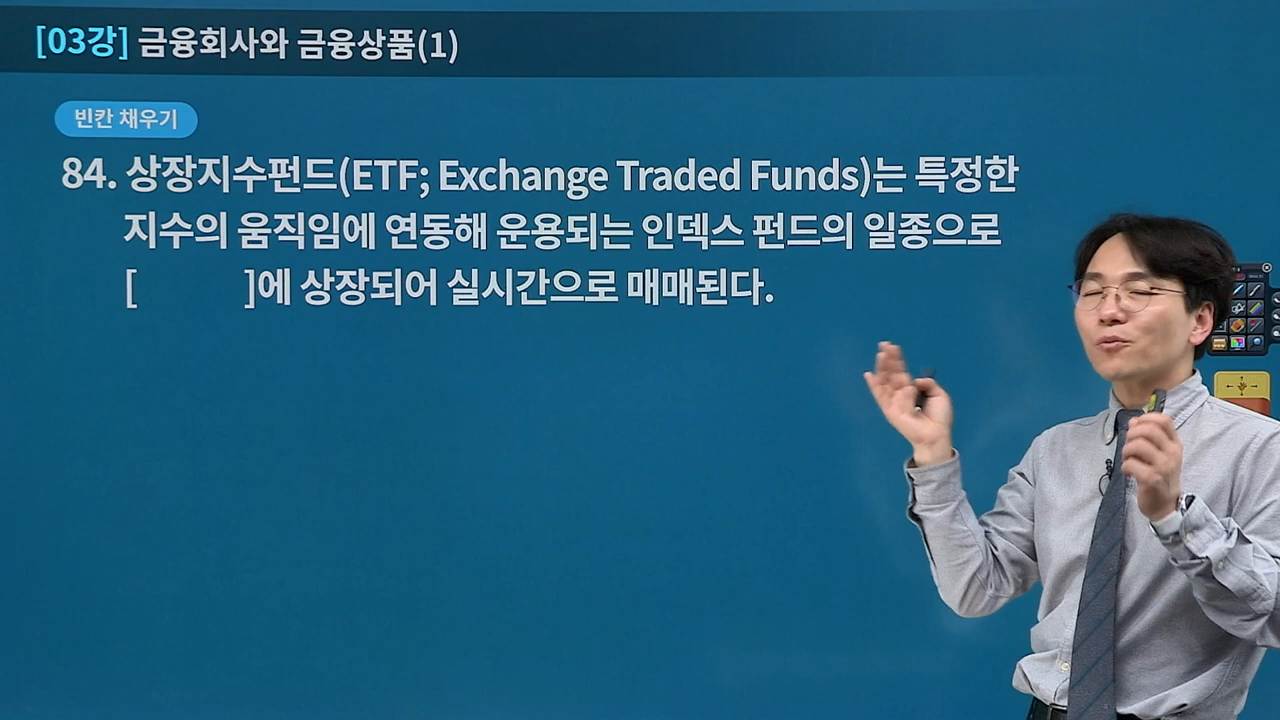 [03강] 금융회사와 금융상품(1)
빈칸 채우기
84. 상장지수펀드(ETF; Exchange Traded Funds)는 특정한
지수의 움직임에 연동해 운용되는 인덱스 펀드의 일종으로
[ ]에 상장되어 실시간으로 매매된다.